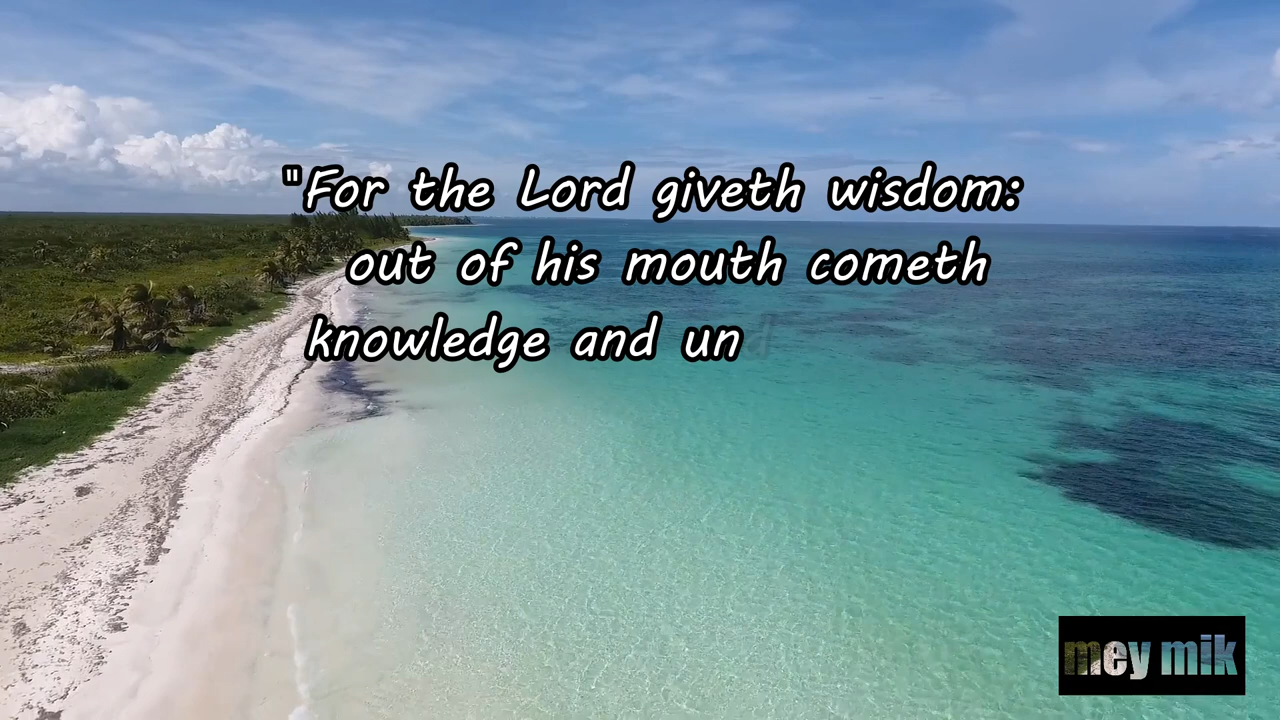 "For the Lord giveth wisdom:
out of his mouth cometh
knowledge and un
mey mik